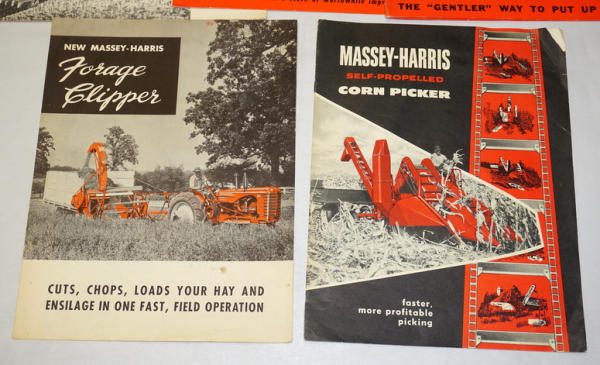 THE "GENTLER" WAY TO PUT UP
NEW MASSEY-HARRIS
Forage
Clipper
CUTS, CHOPS, LOADS YOUR HAY AND
ENSILAGE IN ONE FAST, FIELD OPERATION
MASSEY-HARRIS
SELF-PROPELLED
CORN PICKER
faster,
more profitable
picking